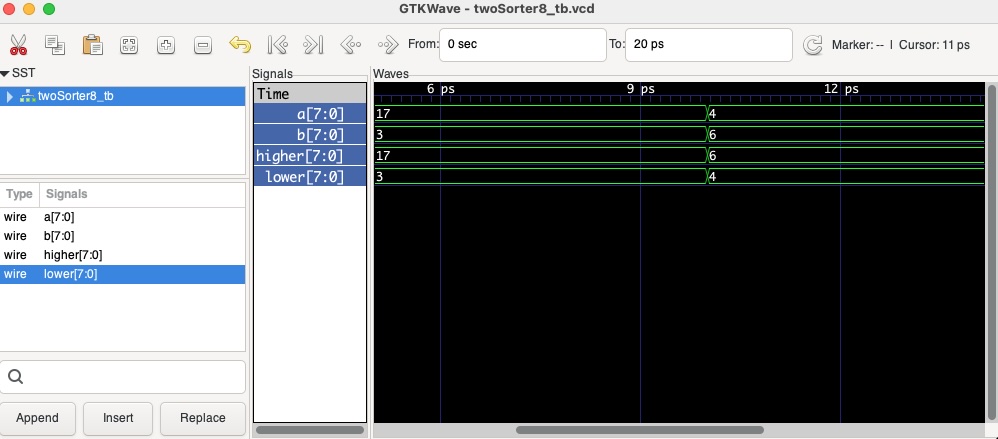 GTKWave - twoSorter8_tb.vcd
From: 0 sec To: 20 ps Marker: -- | Cursor: 11 ps
SST
twoSorter8_tb
Type Signals
wire a[7:0]
wire b[7:0]
wire higher[7:0]
wire lower[7:0]
Append Insert Replace
Signals
Time
a[7:0]
b[7:0]
higher[7:0]
lower[7:0]
Waves
6 ps 9 ps 12 ps
17 4
3 6
17 6
3 4